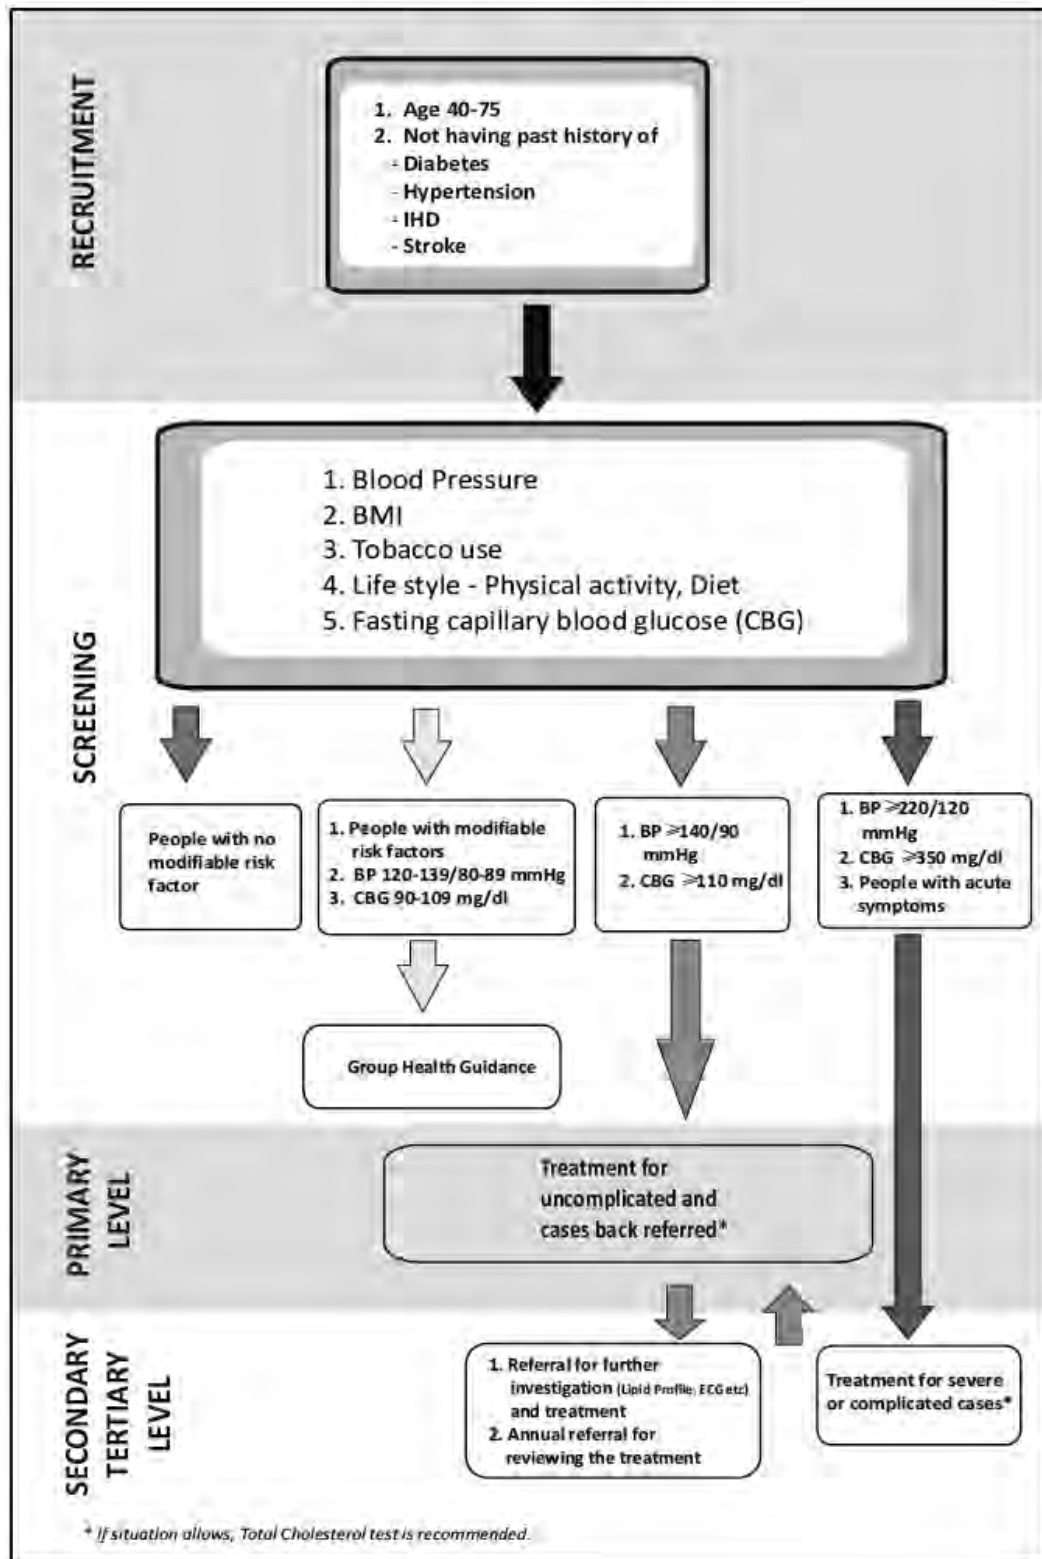 RECRUITMENT
1. Age 40-75
2. Not having past history of
- Diabetes
- Hypertension
- IHD
- Stroke
SCREENING
1. Blood Pressure
2. BMI
3. Tobacco use
4. Life style - Physical activity, Diet
5. Fasting capillary blood glucose (CBG)
People with no
modifiable risk
factor
1. People with modifiable
risk factors
2. BP 120-139/80-89 mmHg
3. CBG 90-109 mg/dl
1. BP ⩾140/90
mmHg
2. CBG ⩾110 mg/dl
1. BP ⩾220/120
mmHg
2. CBG ⩾350 mg/dl
3. People with acute
symptoms
Group Health Guidance
PRIMARY
LEVEL
Treatment for
uncomplicated and
cases back referred*
SECONDARY
TERTIARY
LEVEL
1. Referral for further
investigation (Lipid Profile, ECG etc)
and treatment
2. Annual referral for
reviewing the treatment
Treatment for severe
or complicated cases*
* If situation allows, Total Cholesterol test is recommended.